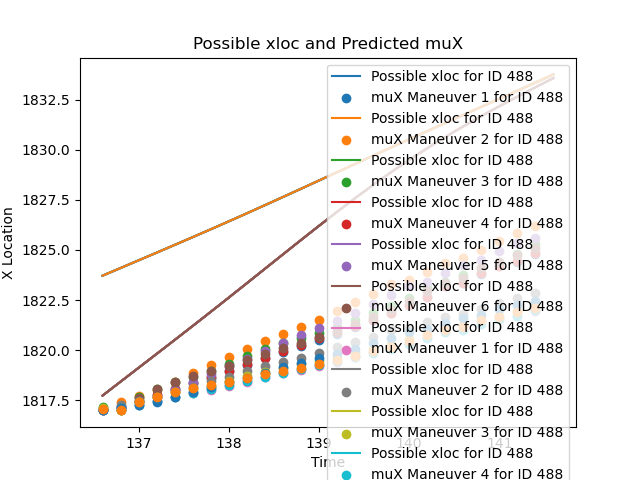 Possible xloc and Predicted muX
X Location
1832.5
1830.0
1827.5
1825.0
1822.5
1820.0
1817.5
137
138
139
140
141
Time
Possible xloc for ID 488
muX Maneuver 1 for ID 488
Possible xloc for ID 488
muX Maneuver 2 for ID 488
Possible xloc for ID 488
muX Maneuver 3 for ID 488
Possible xloc for ID 488
muX Maneuver 4 for ID 488
Possible xloc for ID 488
muX Maneuver 5 for ID 488
Possible xloc for ID 488
muX Maneuver 6 for ID 488
Possible xloc for ID 488
muX Maneuver 1 for ID 488
Possible xloc for ID 488
muX Maneuver 2 for ID 488
Possible xloc for ID 488
muX Maneuver 3 for ID 488
Possible xloc for ID 488
muX Maneuver 4 for ID 488